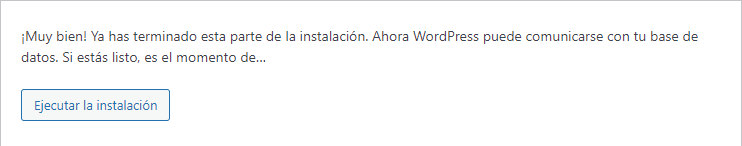 ¡Muy bien! Ya has terminado esta parte de la instalación. Ahora WordPress puede comunicarse con tu base de
datos. Si estás listo, es el momento de…
Ejecutar la instalación